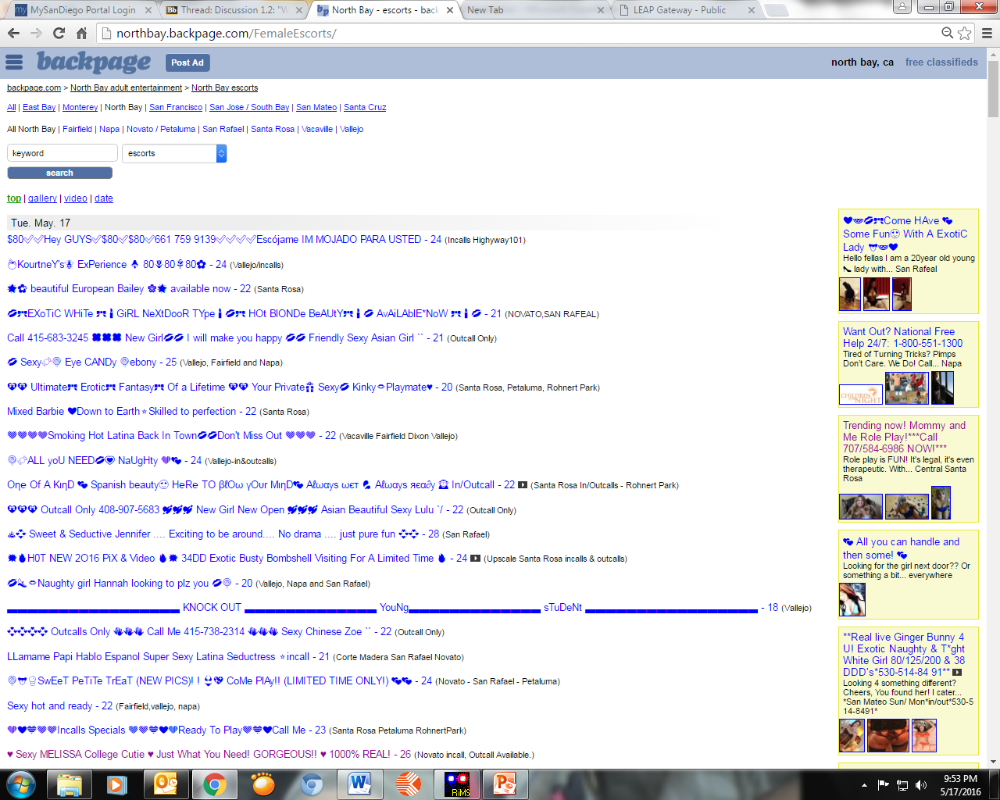 MySanDiego Portal Login
Thread: Discussion 1.2: "W
North Bay - escorts - back
New Tab
LEAP Gateway - Public
northbay.backpage.com/FemaleEscorts/
backpage
Post Ad
north bay, ca free classifieds
backpage.com > North Bay adult entertainment > North Bay escorts
All | East Bay | Monterey | North Bay | San Francisco | San Jose / South Bay | San Mateo | Santa Cruz
All North Bay | Fairfield | Napa | Novato / Petaluma | San Rafael | Santa Rosa | Vacaville | Vallejo
keyword
escorts
search
top | gallery | video | date
Tue. May. 17
$80✅✅Hey GUYS✅$80✅$80✅661 759 9139✅✅✅✅Escójame IM MOJADO PARA USTED - 24 (Incalls Highyway101)
KourtneY's ExPerience 80 80 80 - 24 (Vallejo/incalls)
beautiful European Bailey available now - 22 (Santa Rosa)
EXoTiC WHiTe GiRL NeXtDooR TYpe HOt BlONDe BeAUtY AvAiLAblE*NoW - 21 (NOVATO,SAN RAFEAL)
Call 415-683-3245 New Girl I will make you happy Friendly Sexy Asian Girl `` - 21 (Outcall Only)
Sexy Eye CANDy ebony - 25 (Vallejo, Fairfield and Napa)
Ultimate Erotic Fantasy Of a Lifetime Your Private Sexy Kinky Playmate♥ - 20 (Santa Rosa, Petaluma, Rohnert Park)
Mixed Barbie ❤Down to Earth Skilled to perfection - 22 (Santa Rosa)
Smoking Hot Latina Back In Town Don't Miss Out - 22 (Vacaville Fairfield Dixon Vallejo)
ALL yoU NEED NaUgHty - 24 (Vallejo-in&outcalls)
Oηe Of A KιηD Spanish beauty HeRe TO βℓOω γOυr MιηD Aℓωαys ωεт Aℓωαys яεα∂y In/Outcall - 22 (Santa Rosa In/Outcalls - Rohnert Park)
Outcall Only 408-907-5683 New Girl New Open Asian Beautiful Sexy Lulu `/ - 22 (Outcall Only)
Sweet & Seductive Jennifer .... Exciting to be around.... No drama .... just pure fun - 28 (San Rafael)
H0T NEW 2O16 PiX & Video 34DD Exotic Busty Bombshell Visiting For A Limited Time - 24 (Upscale Santa Rosa incalls & outcalls)
Naughty girl Hannah looking to plz you - 20 (Vallejo, Napa and San Rafael)
KNOCK OUT YouNg sTuDeNt - 18 (Vallejo)
Outcalls Only Call Me 415-738-2314 Sexy Chinese Zoe `` - 22 (Outcall Only)
LLamame Papi Hablo Espanol Super Sexy Latina Seductress incall - 21 (Corte Madera San Rafael Novato)
SwEeT PeTiTe TrEaT (NEW PICS)! ! CoMe PlAy!! (LIMITED TIME ONLY!) - 24 (Novato - San Rafael - Petaluma)
Sexy hot and ready - 22 (Fairfield,vallejo, napa)
Incalls Specials Ready To Play Call Me - 23 (Santa Rosa Petaluma RohnertPark)
♥ Sexy MELISSA College Cutie ♥ Just What You Need! GORGEOUS!! ♥ 1000% REAL! - 26 (Novato incall, Outcall Available.)
Come HAve
Some Fun With A ExotiC
Lady
Hello fellas I am a 20year old young
lady with... San Rafeal
Want Out? National Free
Help 24/7: 1-800-551-1300
Tired of Turning Tricks? Pimps
Don't Care. We Do! Call... Napa
CHILDREN OF THE NIGHT
Trending now! Mommy and
Me Role Play!***Call
707/584-6986 NOW!***
Role play is FUN! It's legal, it's even
therapeutic. With... Central Santa
Rosa
All you can handle and
then some!
Looking for the girl next door?? Or
something a bit... everywhere
**Real live Ginger Bunny 4
U! Exotic Naughty & T*ght
White Girl 80/125/200 & 38
DDD's*530-514-84 91**
Looking 4 something different?
Cheers, You found her! I cater...
*San Mateo Sun/ Mon*in/out*530-5
14-8491*
RiMS
9:53 PM
5/17/2016